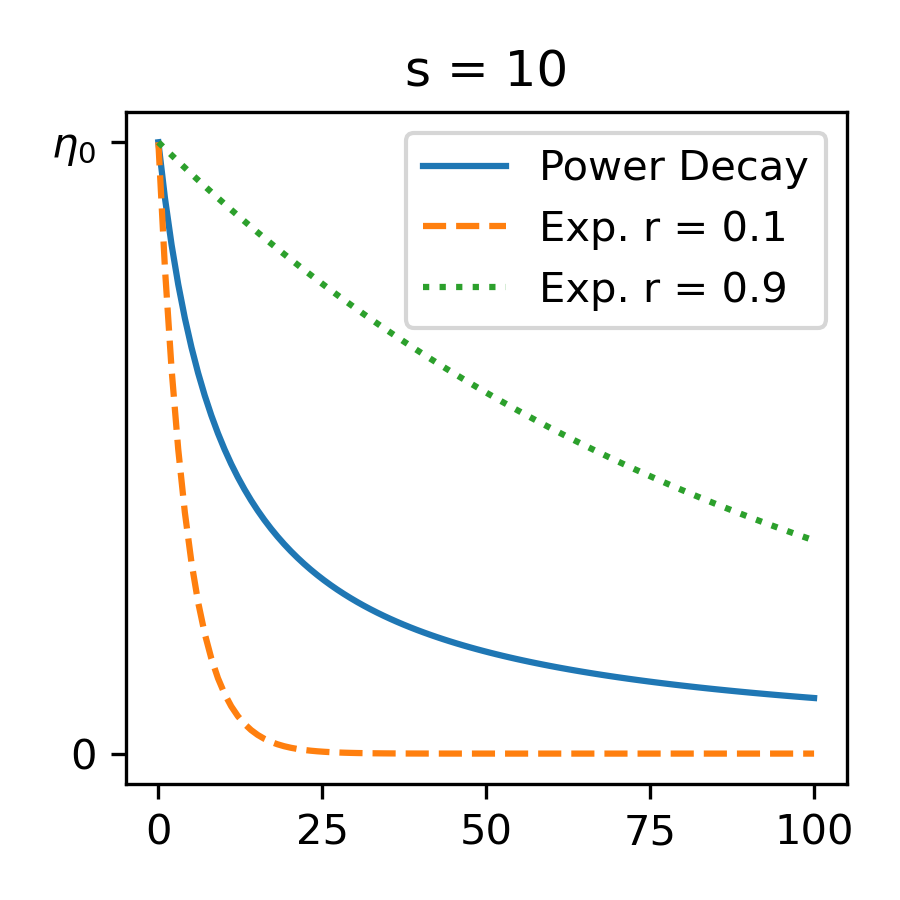 s = 10
η₀
Power Decay
Exp. r = 0.1
Exp. r = 0.9
0
0 25 50 75 100